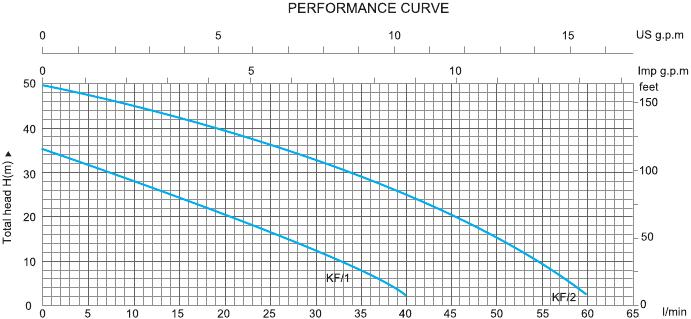 PERFORMANCE CURVE
0 5 10 15 US g.p.m
0 5 10 Imp g.p.m
50 feet
150
40
30 100
20
50
10
0 0
Total head H(m) ►
KF/1
KF/2
0 5 10 15 20 25 30 35 40 45 50 55 60 65 l/min